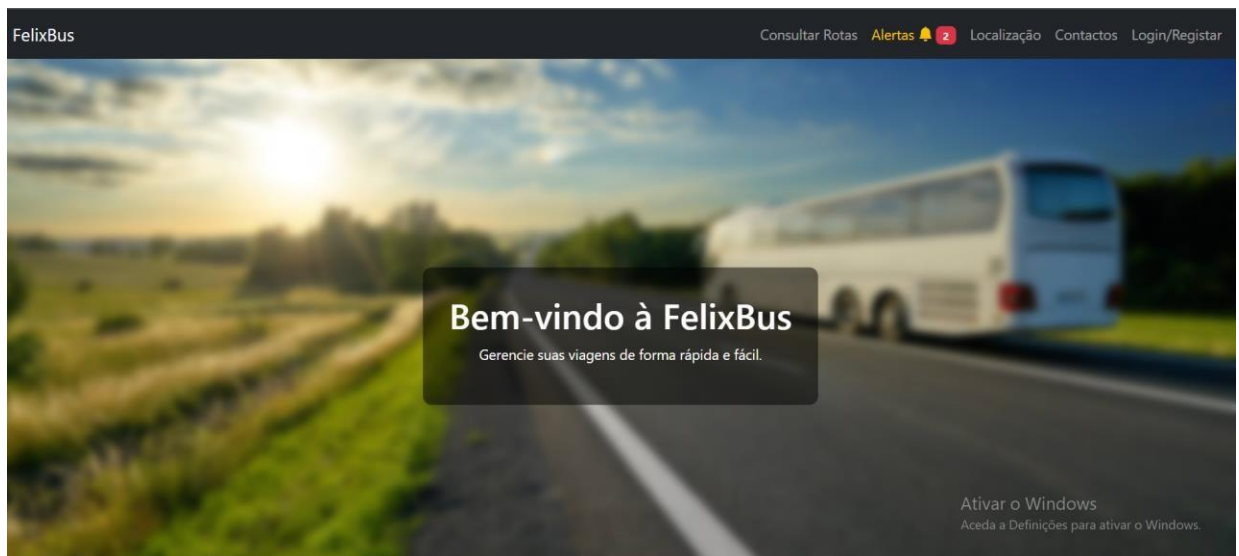 FelixBus
Consultar Rotas Alertas 2 Localização Contactos Login/Registar
Bem-vindo à FelixBus
Gerencie suas viagens de forma rápida e fácil.
Ativar o Windows
Aceda a Definições para ativar o Windows.